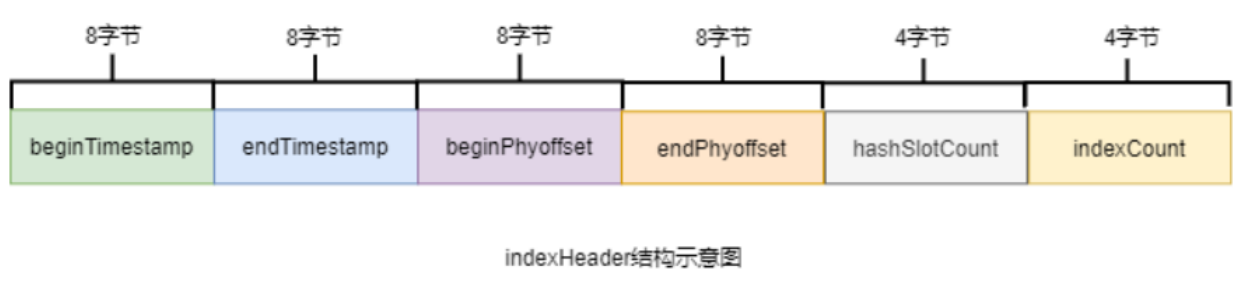 8字节 8字节 8字节 8字节 4字节 4字节
beginTimestamp endTimestamp beginPhyoffset endPhyoffset hashSlotCount indexCount
indexHeader结构示意图